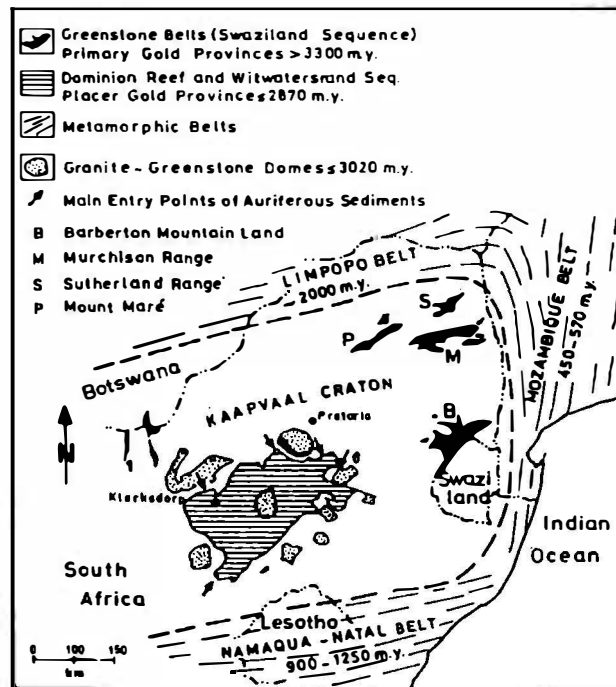 Greenstone Belts (Swaziland Sequence)
Primary Gold Provinces > 3300 m.y.
Dominion Reef and Witwatersrand Seq.
Placer Gold Provinces ≤ 2870 m.y.
Metamorphic Belts
Granite - Greenstone Domes ≤ 3020 m.y.
Main Entry Points of Auriferous Sediments
B Barberton Mountain Land
M Murchison Range
S Sutherland Range
P Mount Maré
LIMPOPO BELT
2000 m.y.
MOZAMBIQUE BELT
450-570 m.y.
S
P
M
Botswana
KAAPVAAL CRATON
Pretoria
B
N
Klerksdorp
Swazi
land
Indian
Ocean
South
Africa
Lesotho
NAMAQUA - NATAL BELT
900 - 1250 m.y.
0 100 150
km